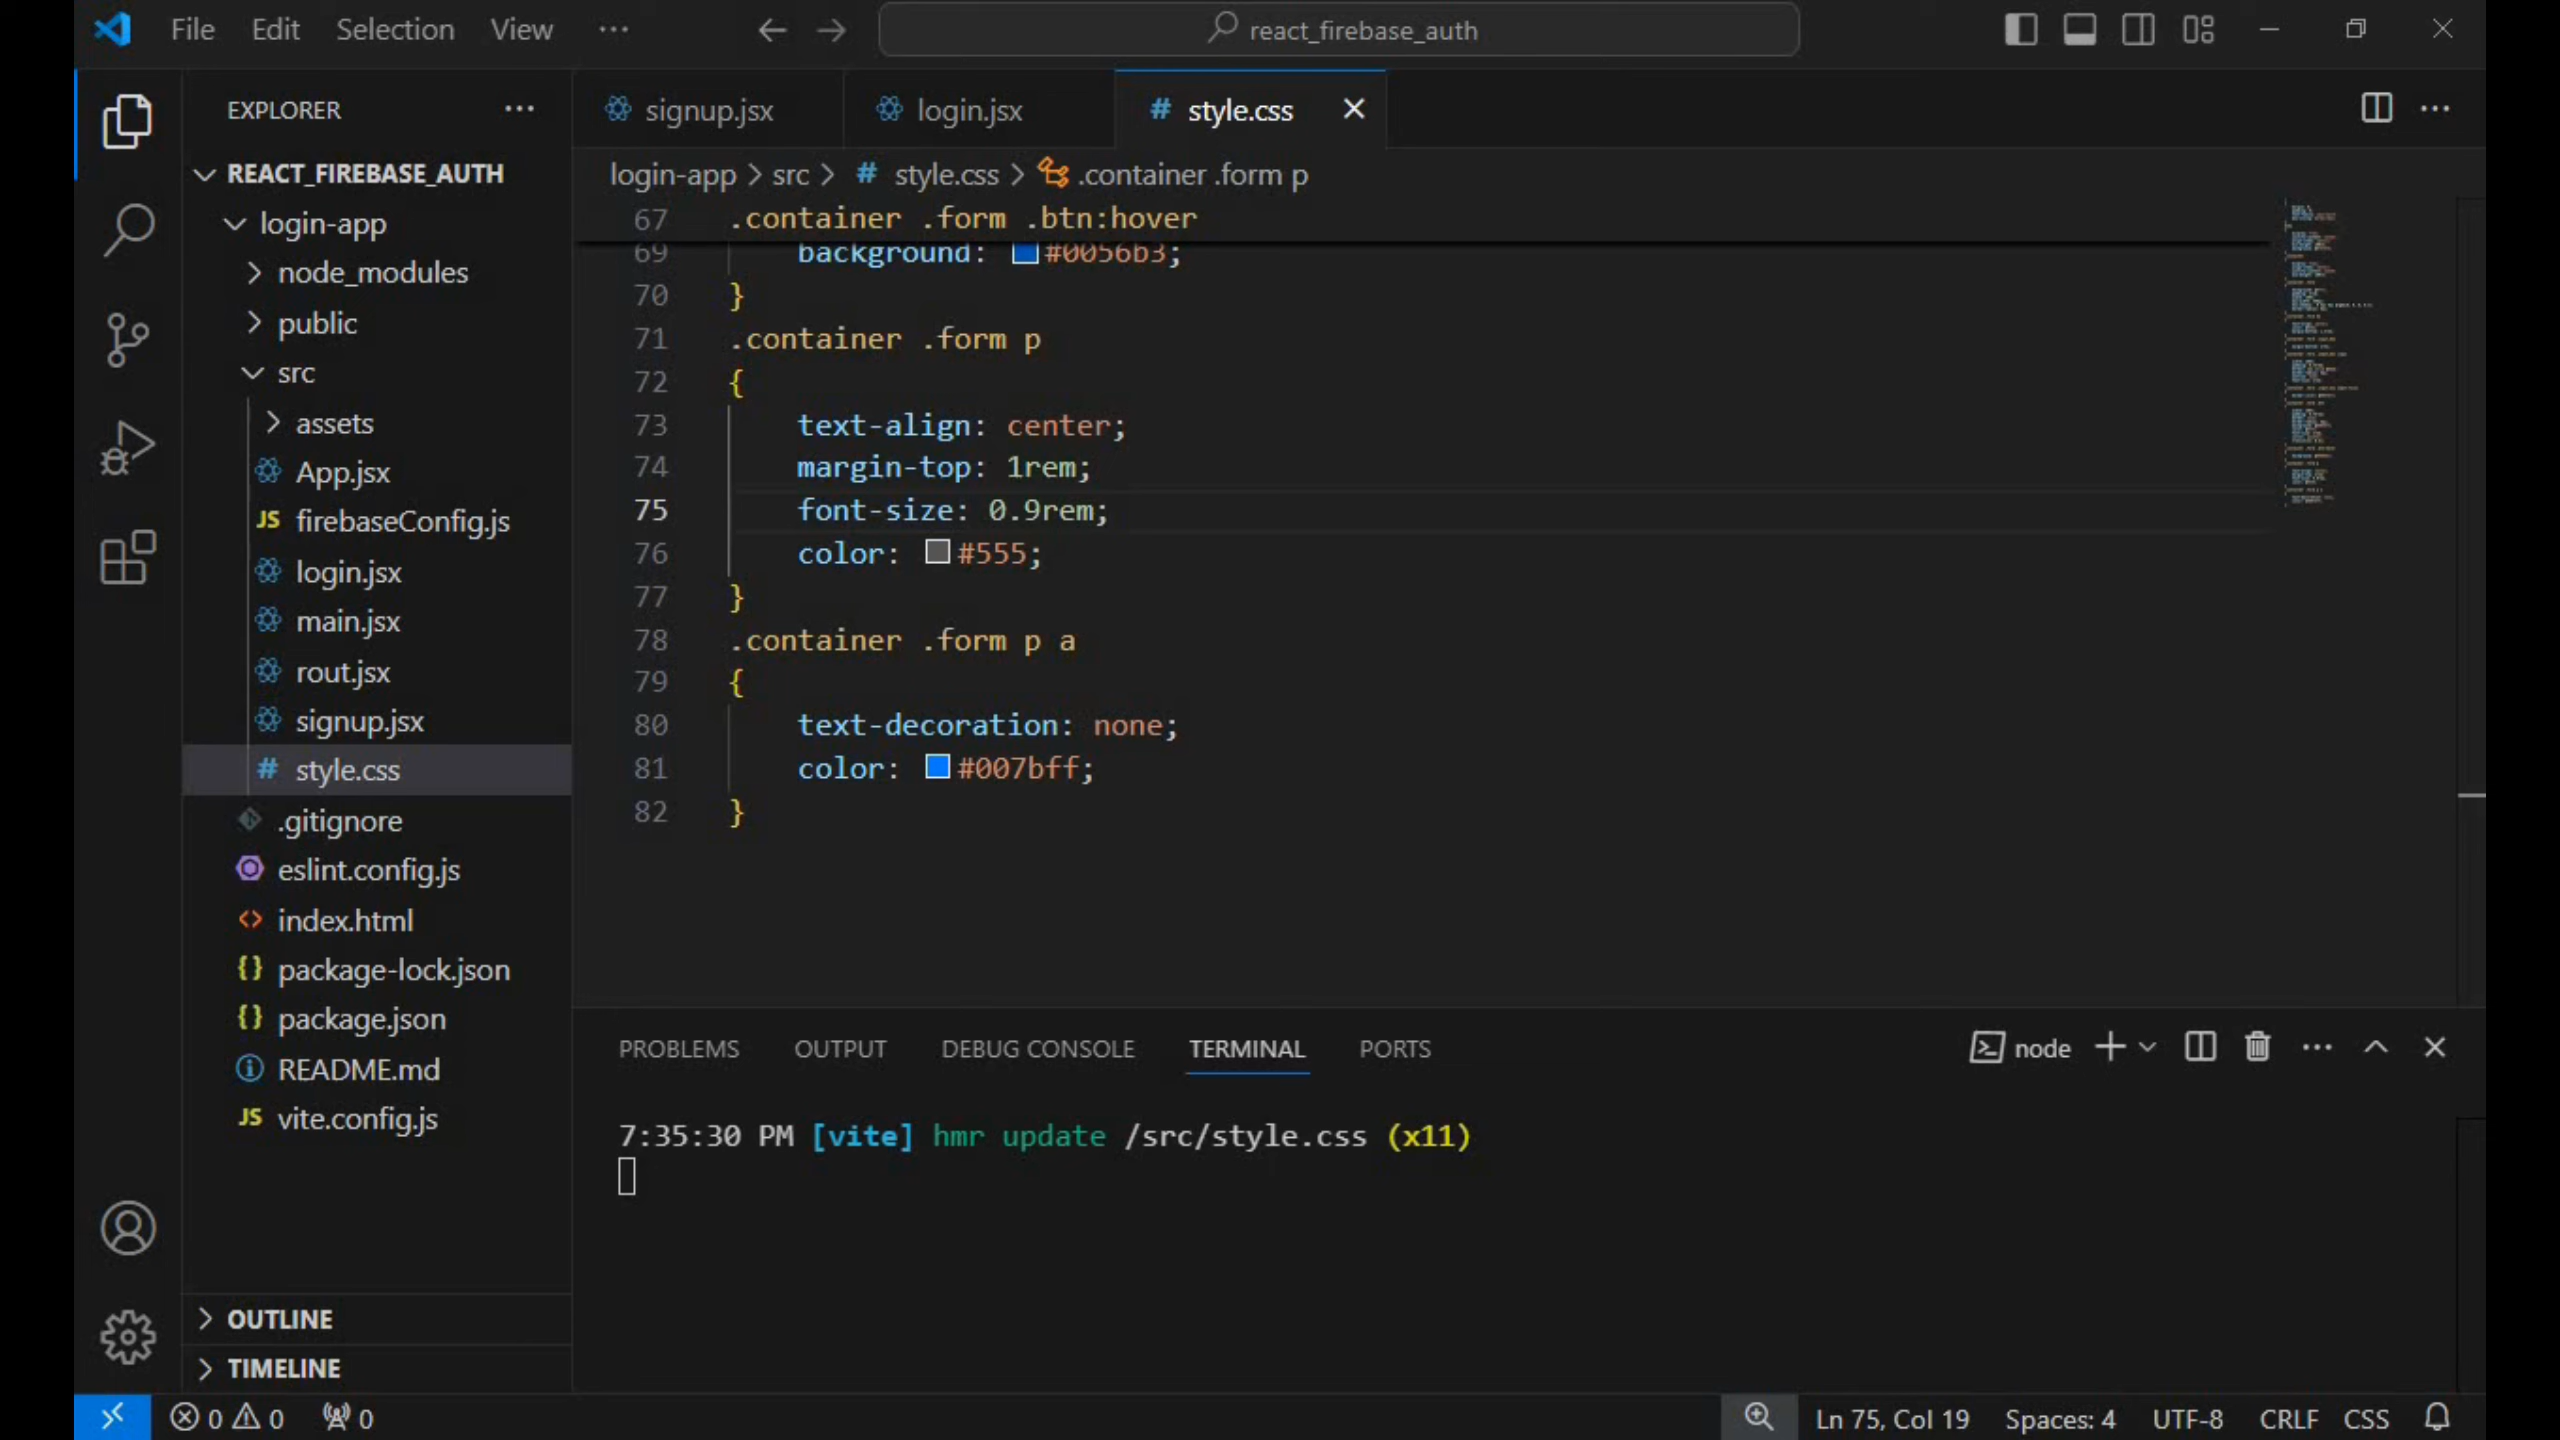 File Edit Selection View ··· react_firebase_auth
EXPLORER ···
REACT_FIREBASE_AUTH
login-app
node_modules
public
src
assets
App.jsx
JS firebaseConfig.js
login.jsx
main.jsx
rout.jsx
signup.jsx
# style.css
.gitignore
eslint.config.js
<> index.html
{} package-lock.json
{} package.json
README.md
JS vite.config.js
OUTLINE
TIMELINE
signup.jsx login.jsx # style.css
login-app > src > # style.css > .container .form p
67 .container .form .btn:hover
69 background: #0056b3;
70 }
71 .container .form p
72 {
73 text-align: center;
74 margin-top: 1rem;
75 font-size: 0.9rem;
76 color: #555;
77 }
78 .container .form p a
79 {
80 text-decoration: none;
81 color: #007bff;
82 }
PROBLEMS OUTPUT DEBUG CONSOLE TERMINAL PORTS node
7:35:30 PM [vite] hmr update /src/style.css (x11)
0 0 0 Ln 75, Col 19 Spaces: 4 UTF-8 CRLF CSS